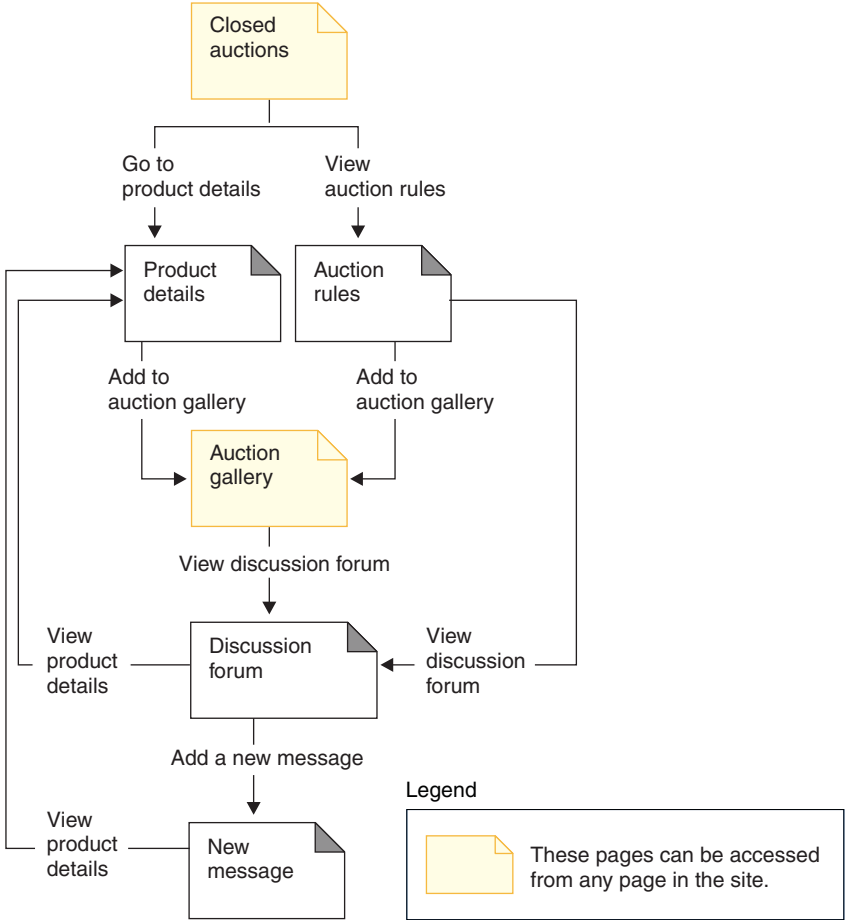 Closed
auctions
Go to
product details
View
auction rules
Product
details
Auction
rules
Add to
auction gallery
Add to
auction gallery
Auction
gallery
View discussion forum
View
product
details
Discussion
forum
View
discussion
forum
Add a new message
View
product
details
New
message
Legend
These pages can be accessed
from any page in the site.